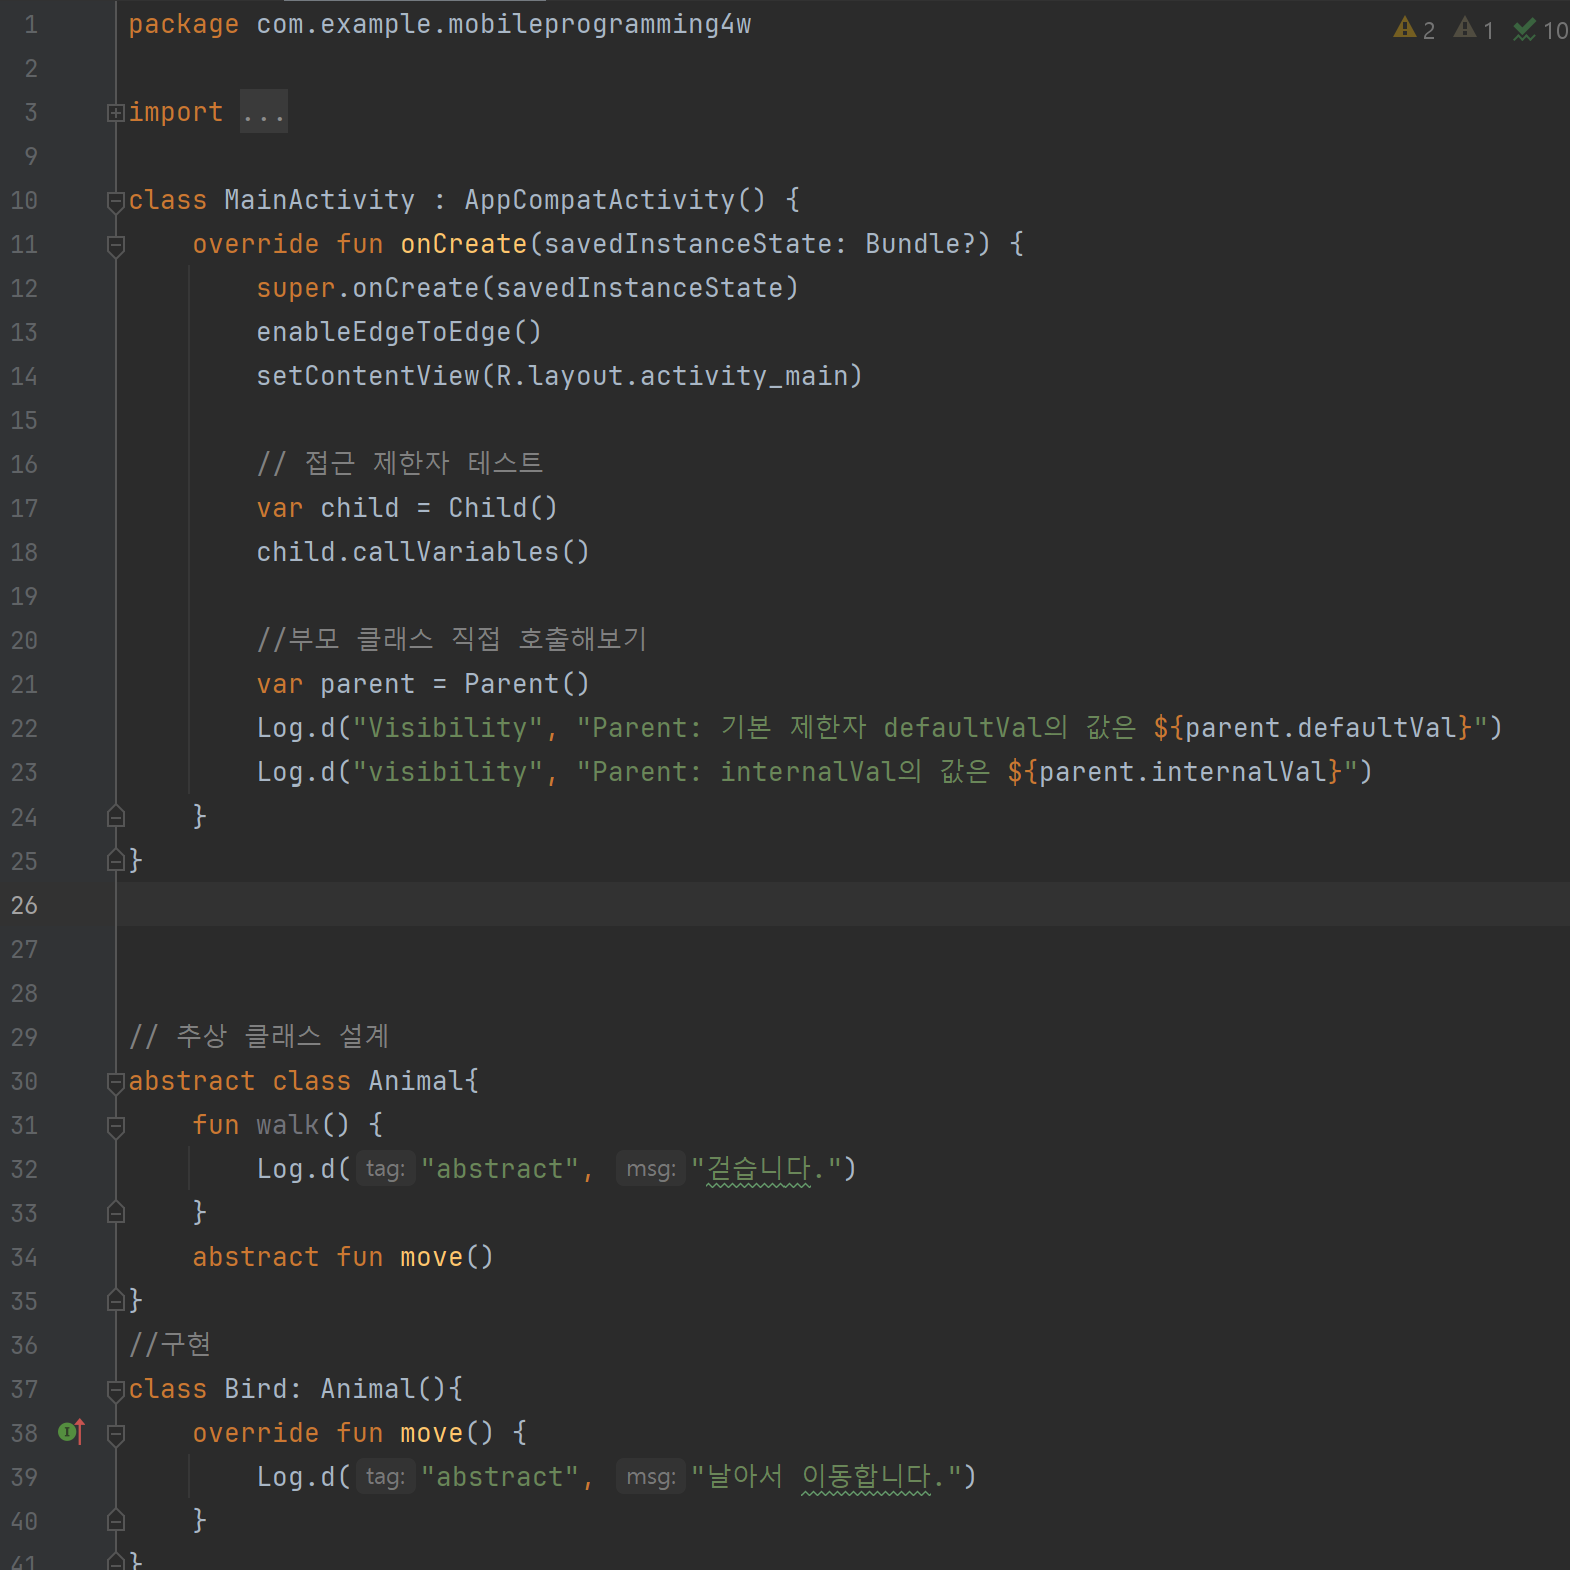 1 package com.example.mobileprogramming4w
2 1 10
2
3 import ...
9
10 class MainActivity : AppCompatActivity() {
11 override fun onCreate(savedInstanceState: Bundle?) {
12 super.onCreate(savedInstanceState)
13 enableEdgeToEdge()
14 setContentView(R.layout.activity_main)
15
16 // 접근 제한자 테스트
17 var child = Child()
18 child.callVariables()
19
20 //부모 클래스 직접 호출해보기
21 var parent = Parent()
22 Log.d("Visibility", "Parent: 기본 제한자 defaultVal의 값은 ${parent.defaultVal}")
23 Log.d("visibility", "Parent: internalVal의 값은 ${parent.internalVal}")
24 }
25 }
26
27
28
29 // 추상 클래스 설계
30 abstract class Animal{
31 fun walk() {
32 Log.d( tag: "abstract", msg: "걷습니다.")
33 }
34 abstract fun move()
35 }
36 //구현
37 class Bird: Animal(){
38 override fun move() {
39 Log.d( tag: "abstract", msg: "날아서 이동합니다.")
40 }
41 }